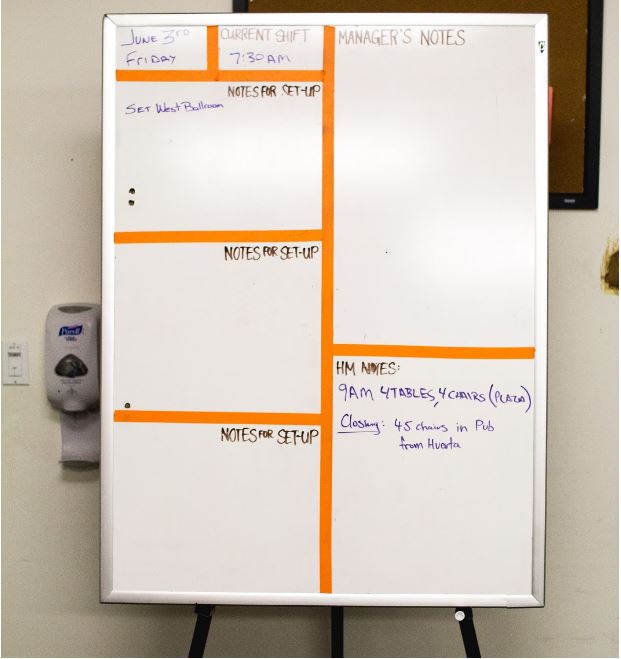 JUNE 3RD
FRIDAY
CURRENT SHIFT
7:30AM
NOTES FOR SET-UP
SET West Ballroom
NOTES FOR SET-UP
NOTES FOR SET-UP
MANAGER'S NOTES
HM NOTES:
9AM 4TABLES, 4 CHAIRS (PLAZA)
Closing: 45 chairs in Pub
from Huerta
Purell